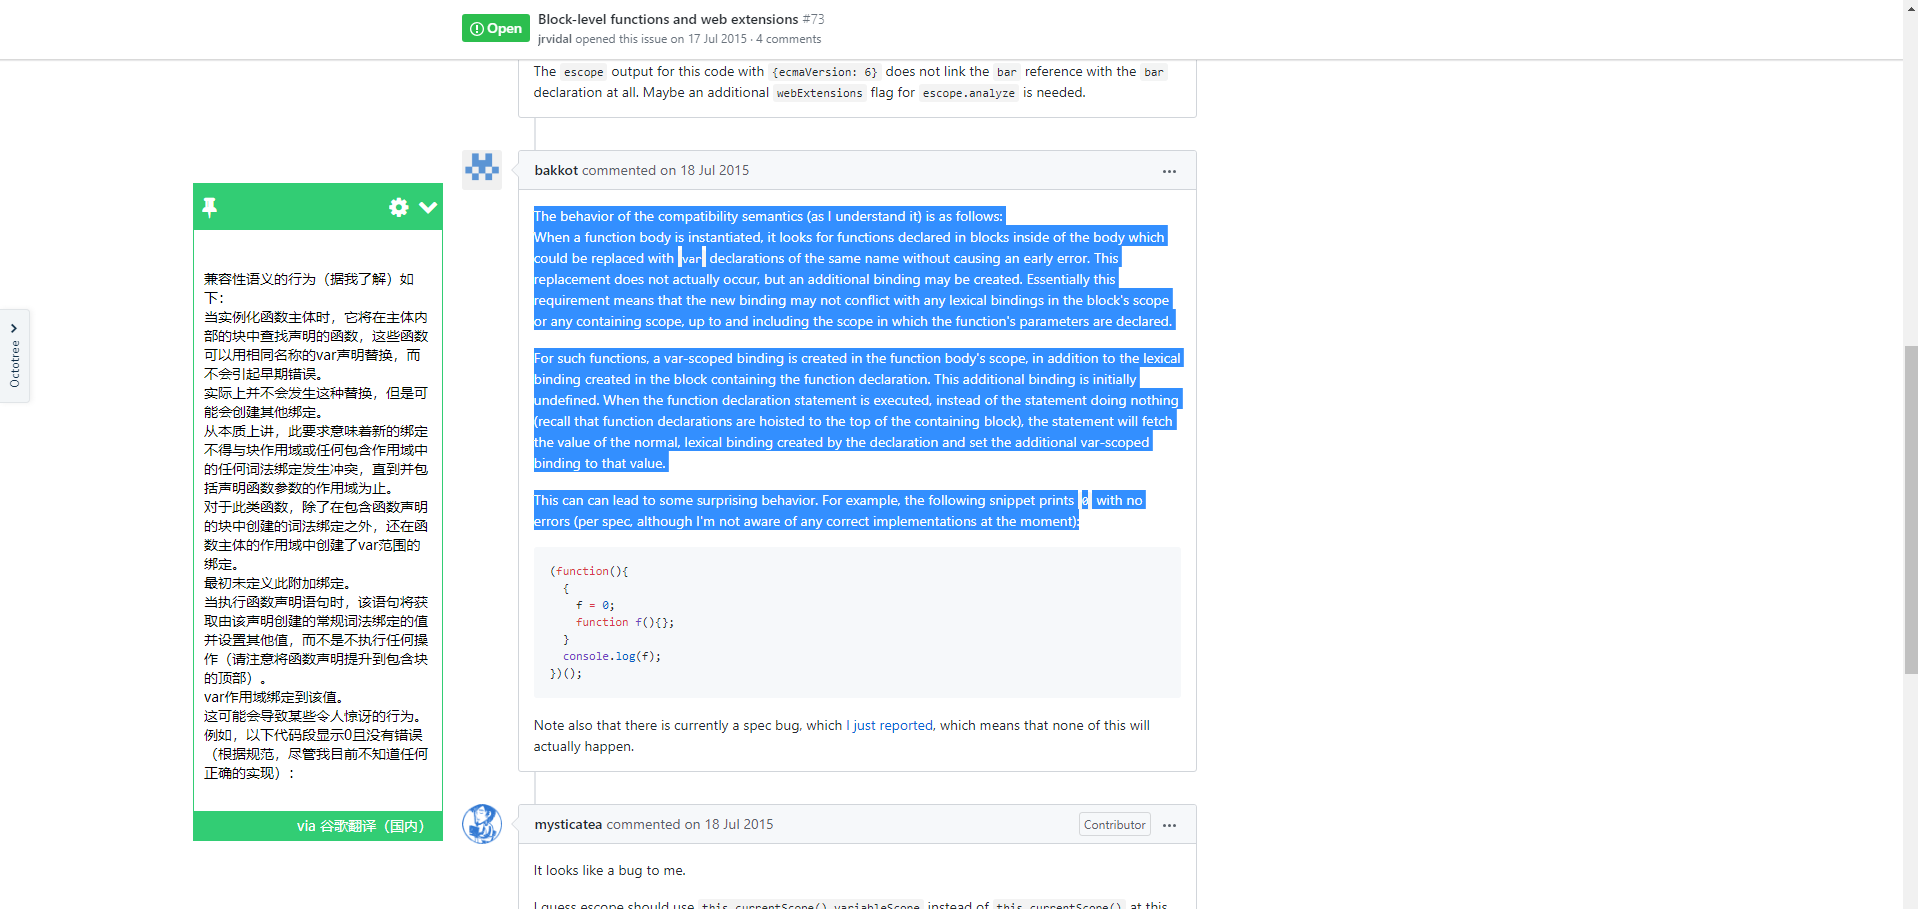 Open
Block-level functions and web extensions #73
jrvidal opened this issue on 17 Jul 2015 · 4 comments
The escope output for this code with {ecmaVersion: 6} does not link the bar reference with the bar
declaration at all. Maybe an additional webExtensions flag for escope.analyze is needed.
bakkot commented on 18 Jul 2015
The behavior of the compatibility semantics (as I understand it) is as follows:
When a function body is instantiated, it looks for functions declared in blocks inside of the body which
could be replaced with var declarations of the same name without causing an early error. This
replacement does not actually occur, but an additional binding may be created. Essentially this
requirement means that the new binding may not conflict with any lexical bindings in the block's scope
or any containing scope, up to and including the scope in which the function's parameters are declared.
For such functions, a var-scoped binding is created in the function body's scope, in addition to the lexical
binding created in the block containing the function declaration. This additional binding is initially
undefined. When the function declaration statement is executed, instead of the statement doing nothing
(recall that function declarations are hoisted to the top of the containing block), the statement will fetch
the value of the normal, lexical binding created by the declaration and set the additional var-scoped
binding to that value.
This can can lead to some surprising behavior. For example, the following snippet prints 0 with no
errors (per spec, although I'm not aware of any correct implementations at the moment):
(function(){
{
f = 0;
function f(){};
}
console.log(f);
})();
Note also that there is currently a spec bug, which I just reported, which means that none of this will
actually happen.
mysticatea commented on 18 Jul 2015
Contributor
It looks like a bug to me.
I guess escope should use this.currentScope().variableScope instead of this.currentScope() at this
Octotree
兼容性语义的行为（据我了解）如
下：
当实例化函数主体时，它将在主体内
部的块中查找声明的函数，这些函数
可以用相同名称的var声明替换，而
不会引起早期错误。
实际上并不会发生这种替换，但是可
能会创建其他绑定。
从本质上讲，此要求意味着新的绑定
不得与块作用域或任何包含作用域中
的任何词法绑定发生冲突，直到并包
括声明函数参数的作用域为止。
对于此类函数，除了在包含函数声明
的块中创建的词法绑定之外，还在函
数主体的作用域中创建了var范围的
绑定。
最初未定义此附加绑定。
当执行函数声明语句时，该语句将获
取由该声明创建的常规词法绑定的值
并设置其他值，而不是不执行任何操
作（请注意将函数声明提升到包含块
的顶部）。
var作用域绑定到该值。
这可能会导致某些令人惊讶的行为。
例如，以下代码段显示0且没有错误
（根据规范，尽管我目前不知道任何
正确的实现）：
via 谷歌翻译（国内）